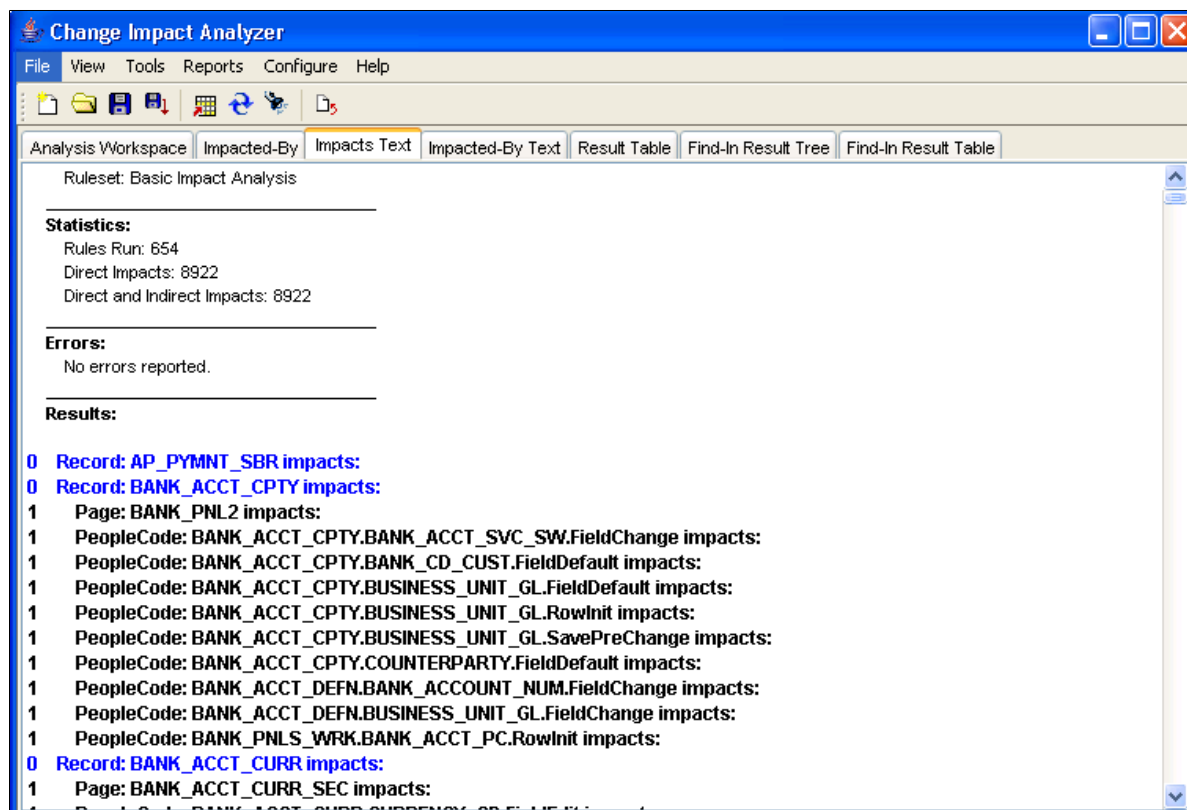 Change Impact Analyzer
File View Tools Reports Configure Help
Analysis Workspace Impacted-By Impacts Text Impacted-By Text Result Table Find-In Result Tree Find-In Result Table
Ruleset: Basic Impact Analysis
Statistics:
Rules Run: 654
Direct Impacts: 8922
Direct and Indirect Impacts: 8922
Errors:
No errors reported.
Results:
0 Record: AP_PYMNT_SBR impacts:
0 Record: BANK_ACCT_CPTY impacts:
1 Page: BANK_PNL2 impacts:
1 PeopleCode: BANK_ACCT_CPTY.BANK_ACCT_SVC_SW.FieldChange impacts:
1 PeopleCode: BANK_ACCT_CPTY.BANK_CD_CUST.FieldDefault impacts:
1 PeopleCode: BANK_ACCT_CPTY.BUSINESS_UNIT_GL.FieldDefault impacts:
1 PeopleCode: BANK_ACCT_CPTY.BUSINESS_UNIT_GL.RowInit impacts:
1 PeopleCode: BANK_ACCT_CPTY.BUSINESS_UNIT_GL.SavePreChange impacts:
1 PeopleCode: BANK_ACCT_CPTY.COUNTERPARTY.FieldDefault impacts:
1 PeopleCode: BANK_ACCT_DEFN.BANK_ACCOUNT_NUM.FieldChange impacts:
1 PeopleCode: BANK_ACCT_DEFN.BUSINESS_UNIT_GL.FieldChange impacts:
1 PeopleCode: BANK_PNLS_WRK.BANK_ACCT_PC.RowInit impacts:
0 Record: BANK_ACCT_CURR impacts:
1 Page: BANK_ACCT_CURR_SEC impacts: